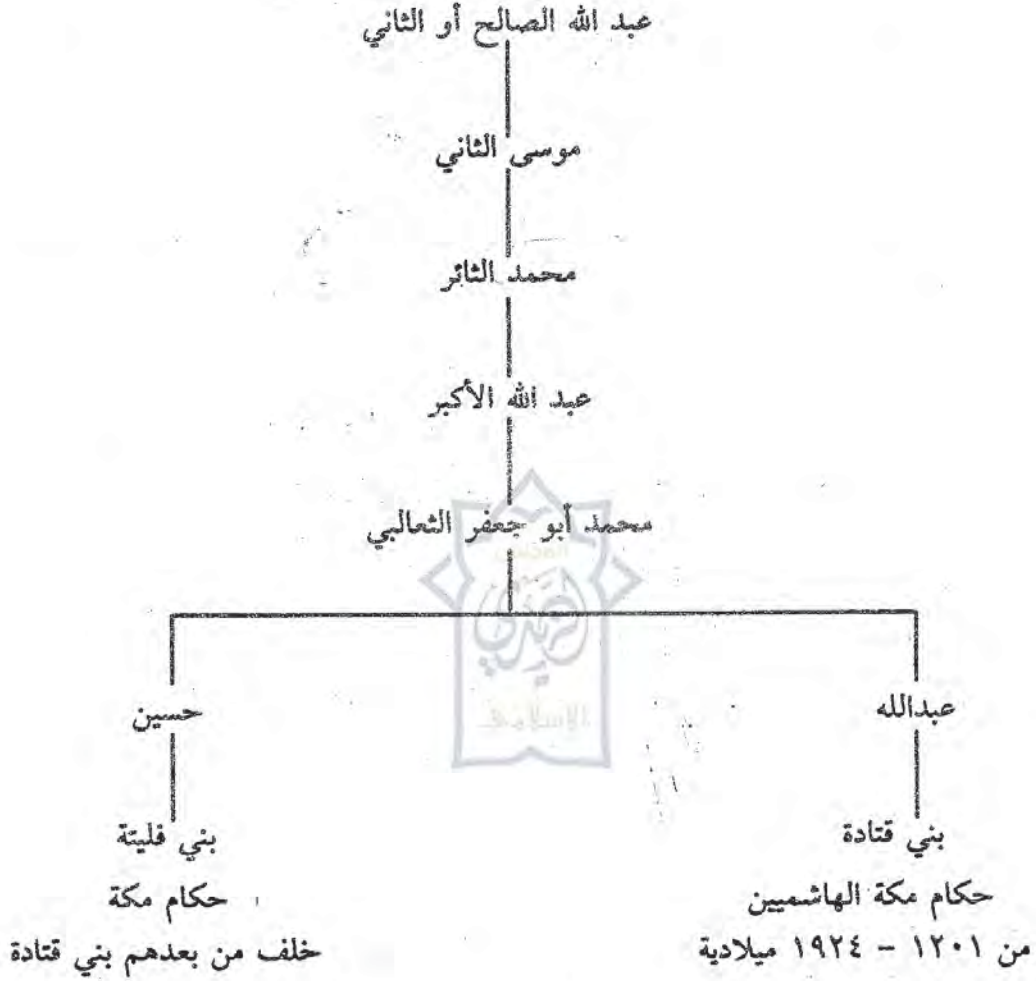 عبد الله الصالح أو الثاني
موسى الثاني
محمد الثائر
عبد الله الأكبر
محمد أبو جعفر الثعالبي
عبدالله
حسين
بني قتادة
بني فليتة
حكام مكة الهاشميين
حكام مكة
من ١٢٠١ - ١٩٢٤ ميلادية
خلف من بعدهم بني قتادة